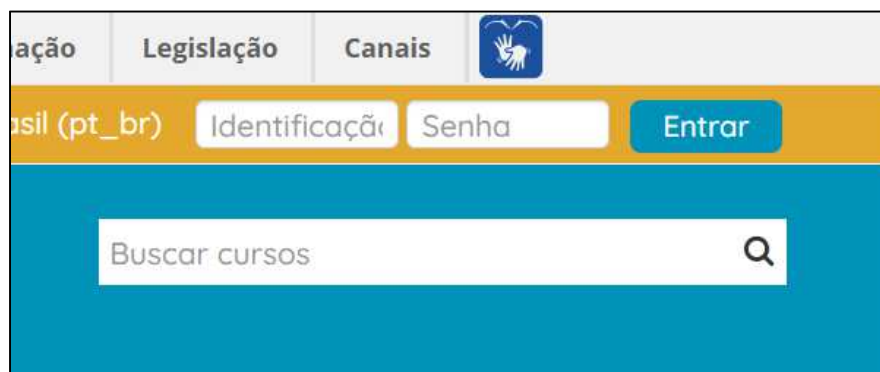 ação Legislação Canais
asil (pt_br) Identificaçã Senha Entrar
Buscar cursos